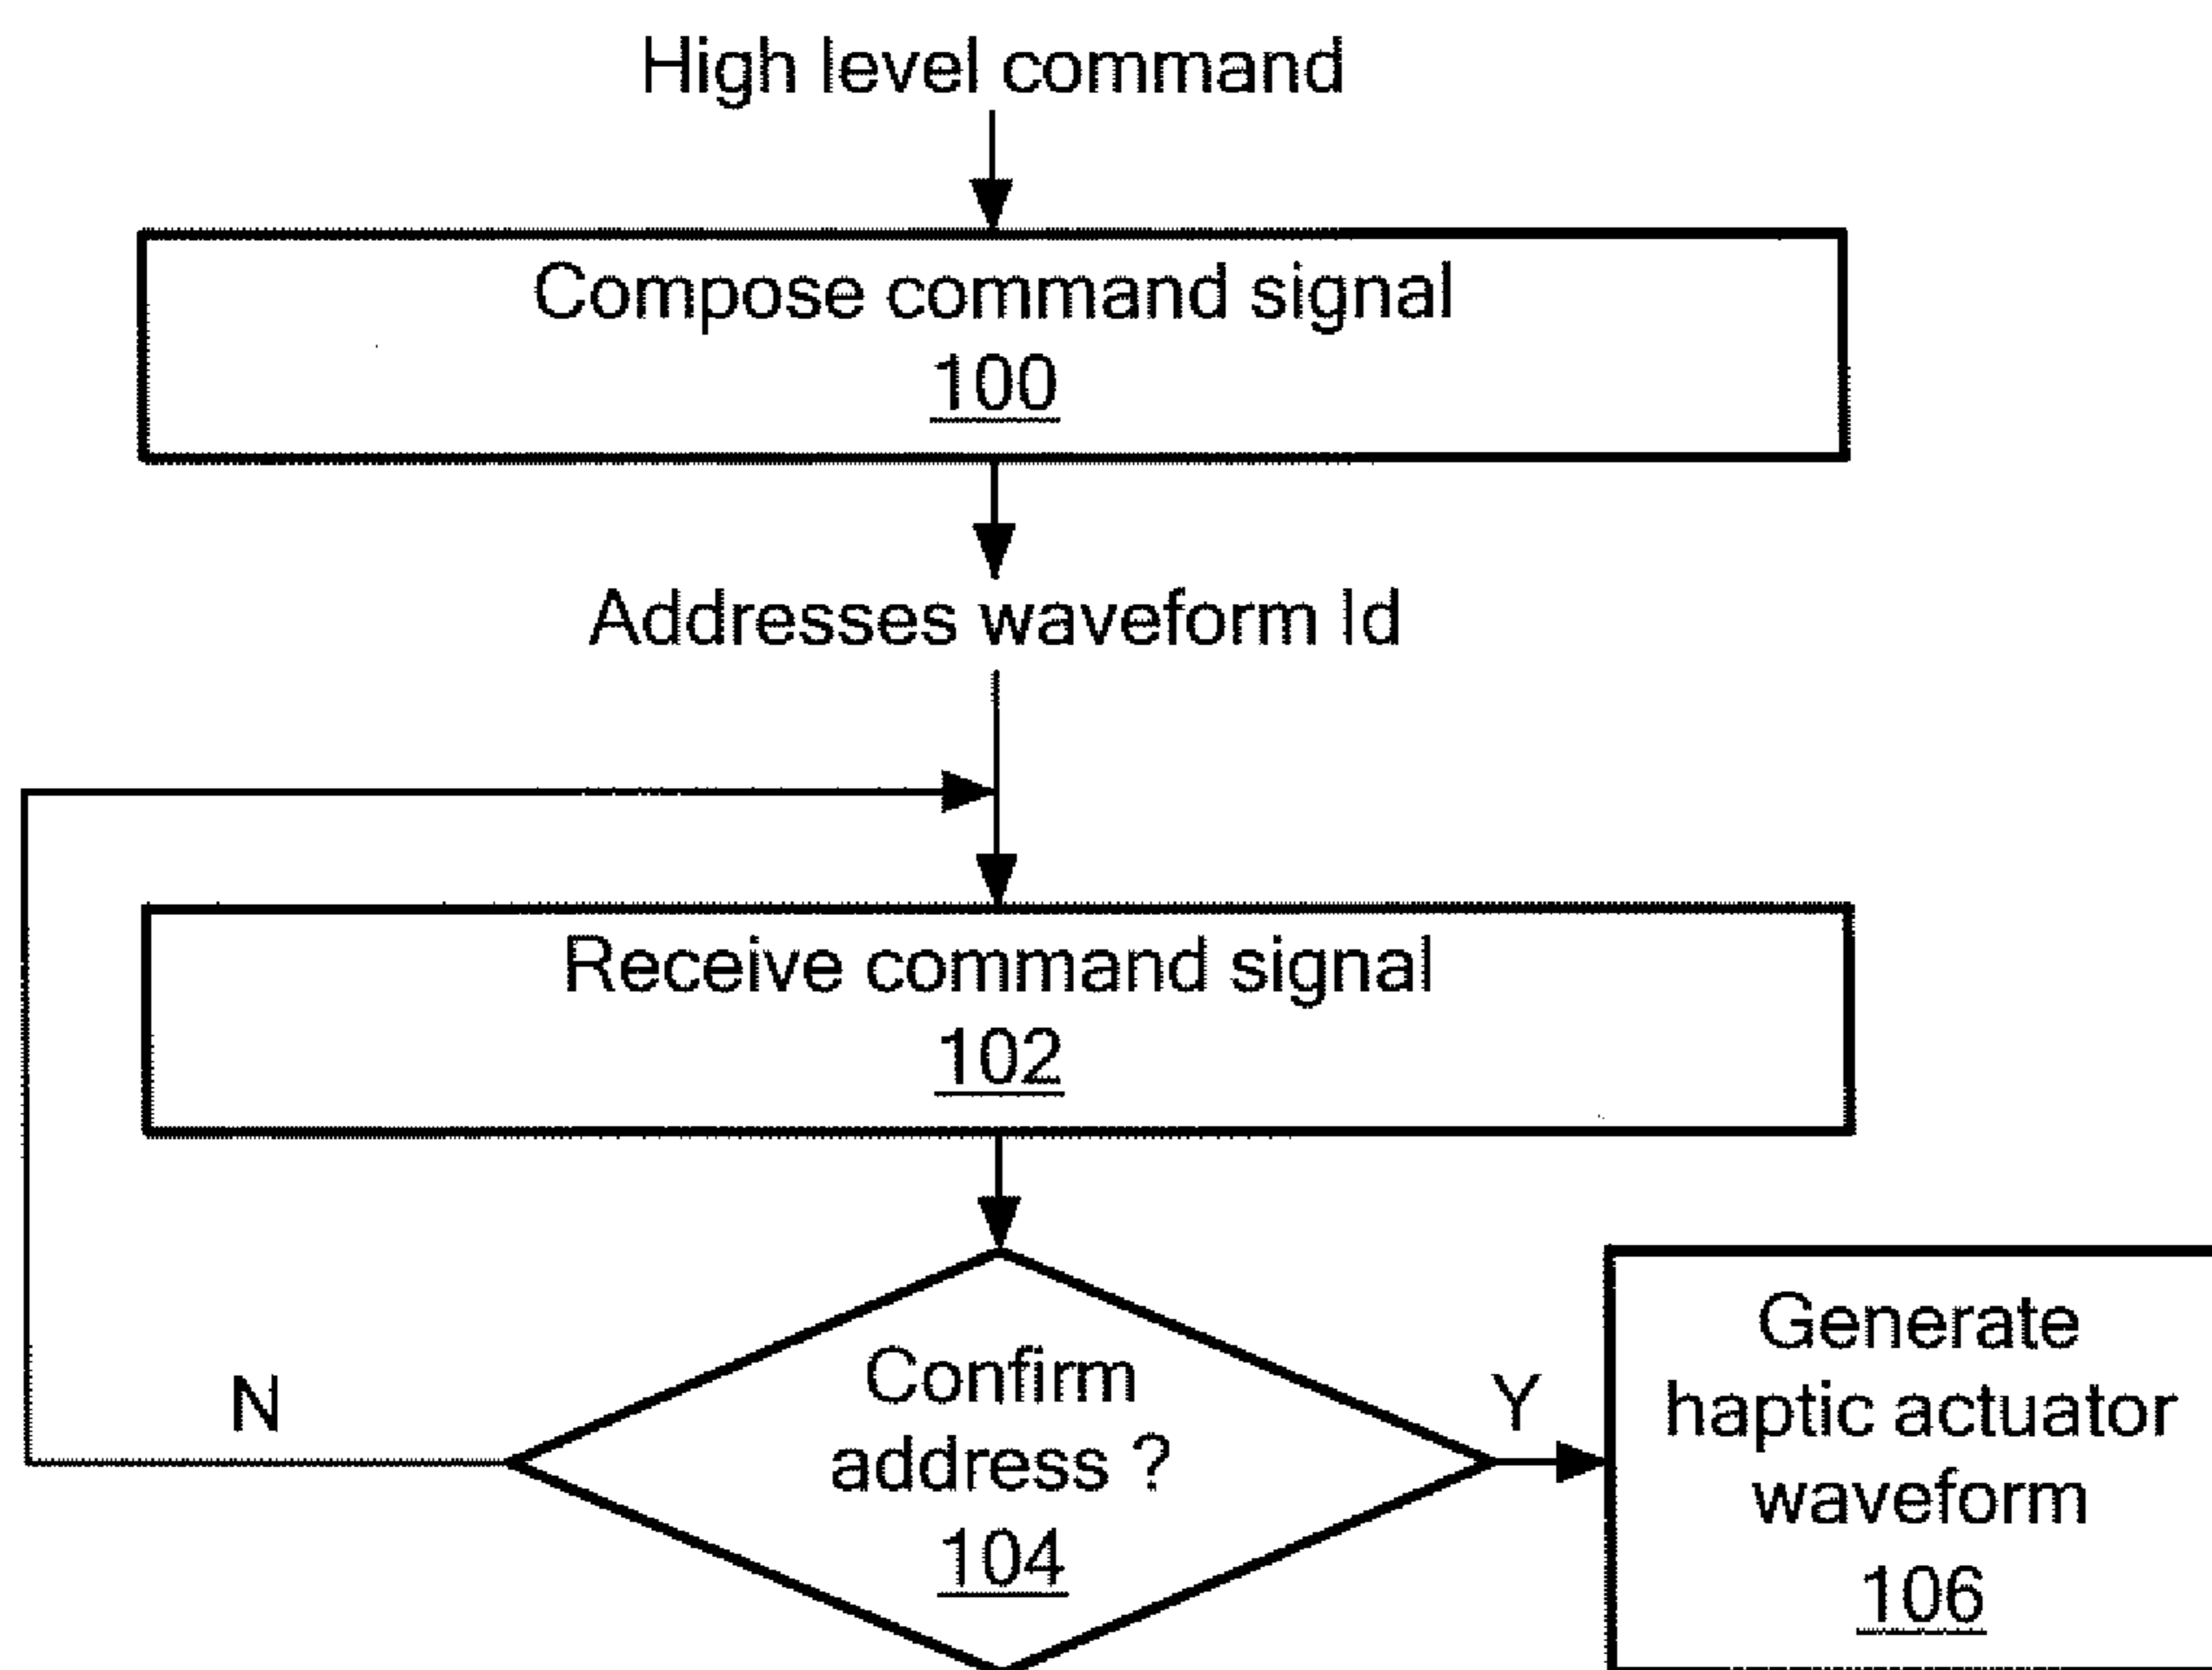 High level command
Compose command signal
100
Addresses waveform Id
Receive command signal
102
Confirm
address ?
104
N
Y
Generate
haptic actuator
waveform
106